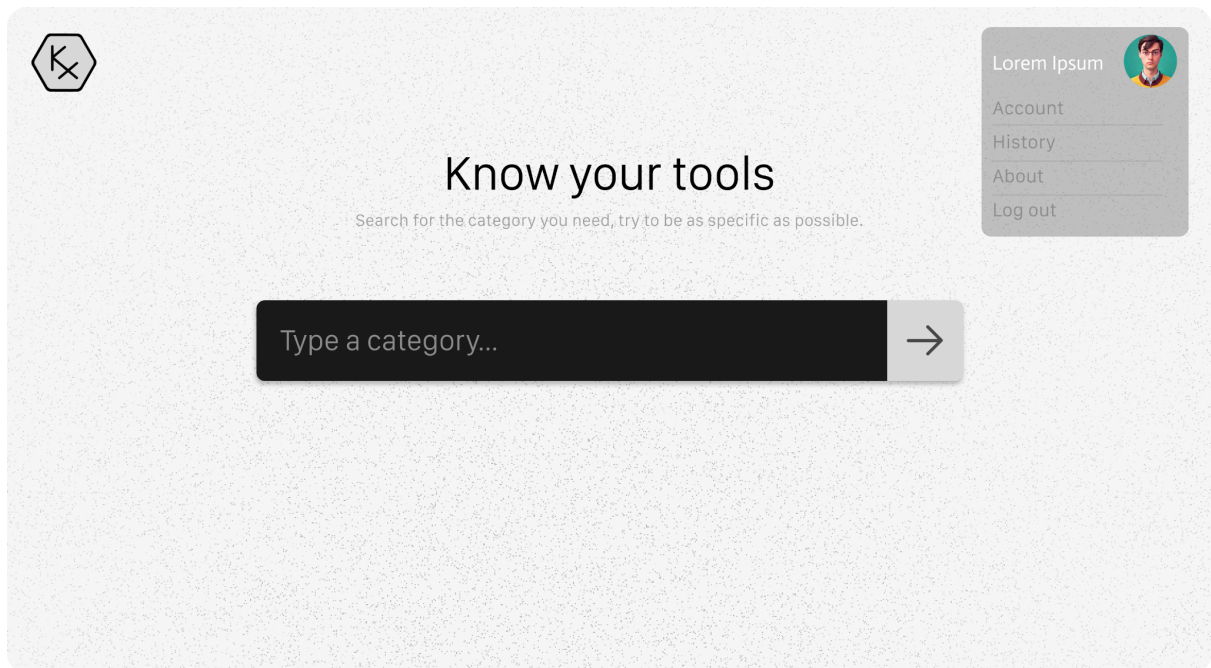 Kx
Lorem Ipsum
Account
History
About
Log out
Know your tools
Search for the category you need, try to be as specific as possible.
Type a category...